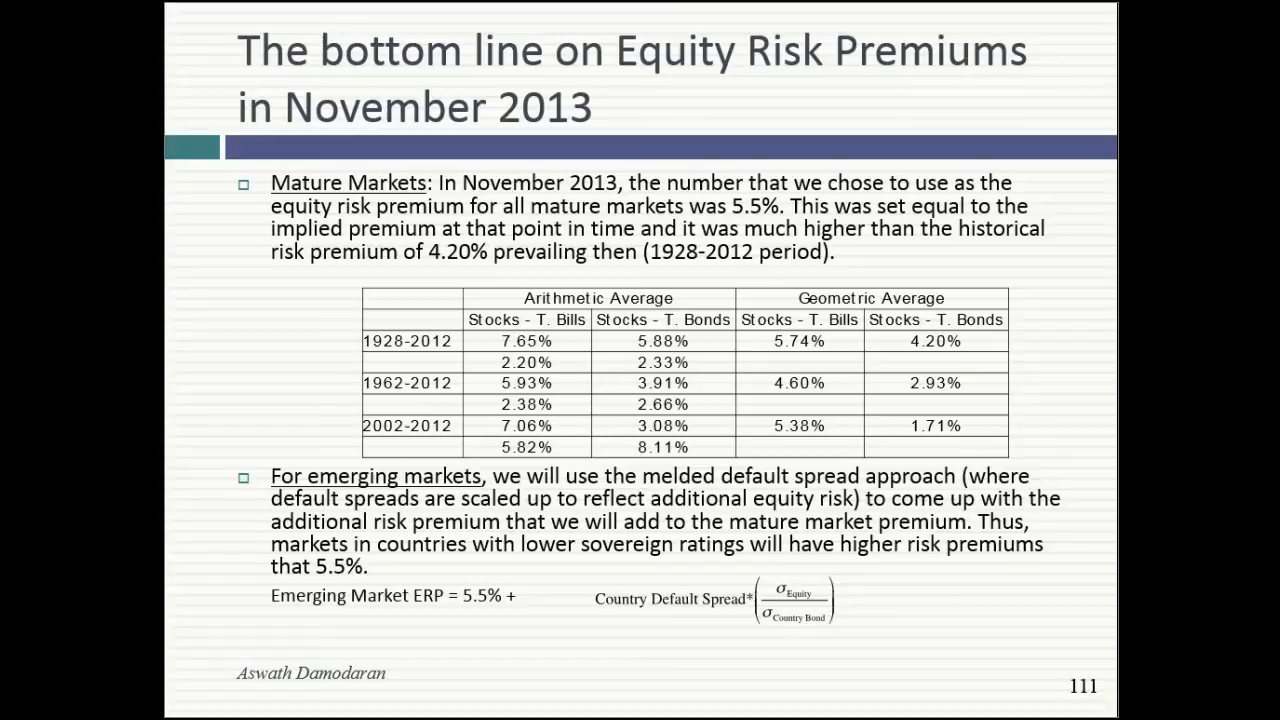 The bottom line on Equity Risk Premiums
in November 2013
Mature Markets: In November 2013, the number that we chose to use as the
equity risk premium for all mature markets was 5.5%. This was set equal to the
implied premium at that point in time and it was much higher than the historical
risk premium of 4.20% prevailing then (1928-2012 period).
Arithmetic Average Geometric Average
Stocks - T. Bills Stocks - T. Bonds Stocks - T. Bills Stocks - T. Bonds
1928-2012 7.65% 5.88% 5.74% 4.20%
2.20% 2.33%
1962-2012 5.93% 3.91% 4.60% 2.93%
2.38% 2.66%
2002-2012 7.06% 3.08% 5.38% 1.71%
5.82% 8.11%
For emerging markets, we will use the melded default spread approach (where
default spreads are scaled up to reflect additional equity risk) to come up with the
additional risk premium that we will add to the mature market premium. Thus,
markets in countries with lower sovereign ratings will have higher risk premiums
that 5.5%.
Emerging Market ERP = 5.5% + Country Default Spread*(σ Equity / σ Country Bond)
Aswath Damodaran
111